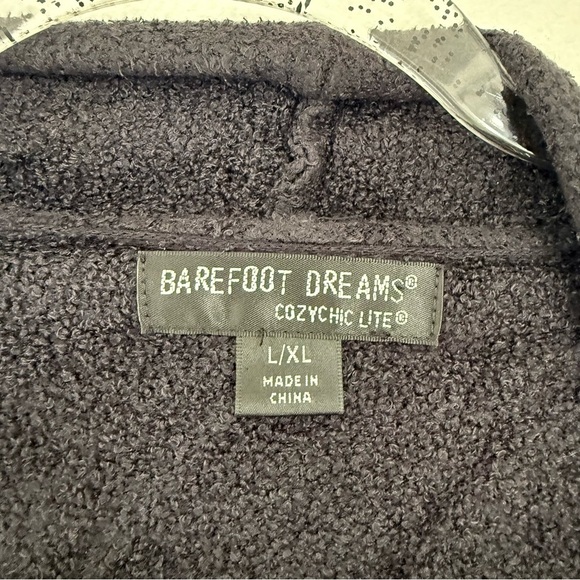 BAREFOOT DREAMS®
COZYCHIC LITE®
L/XL
MADE IN
CHINA